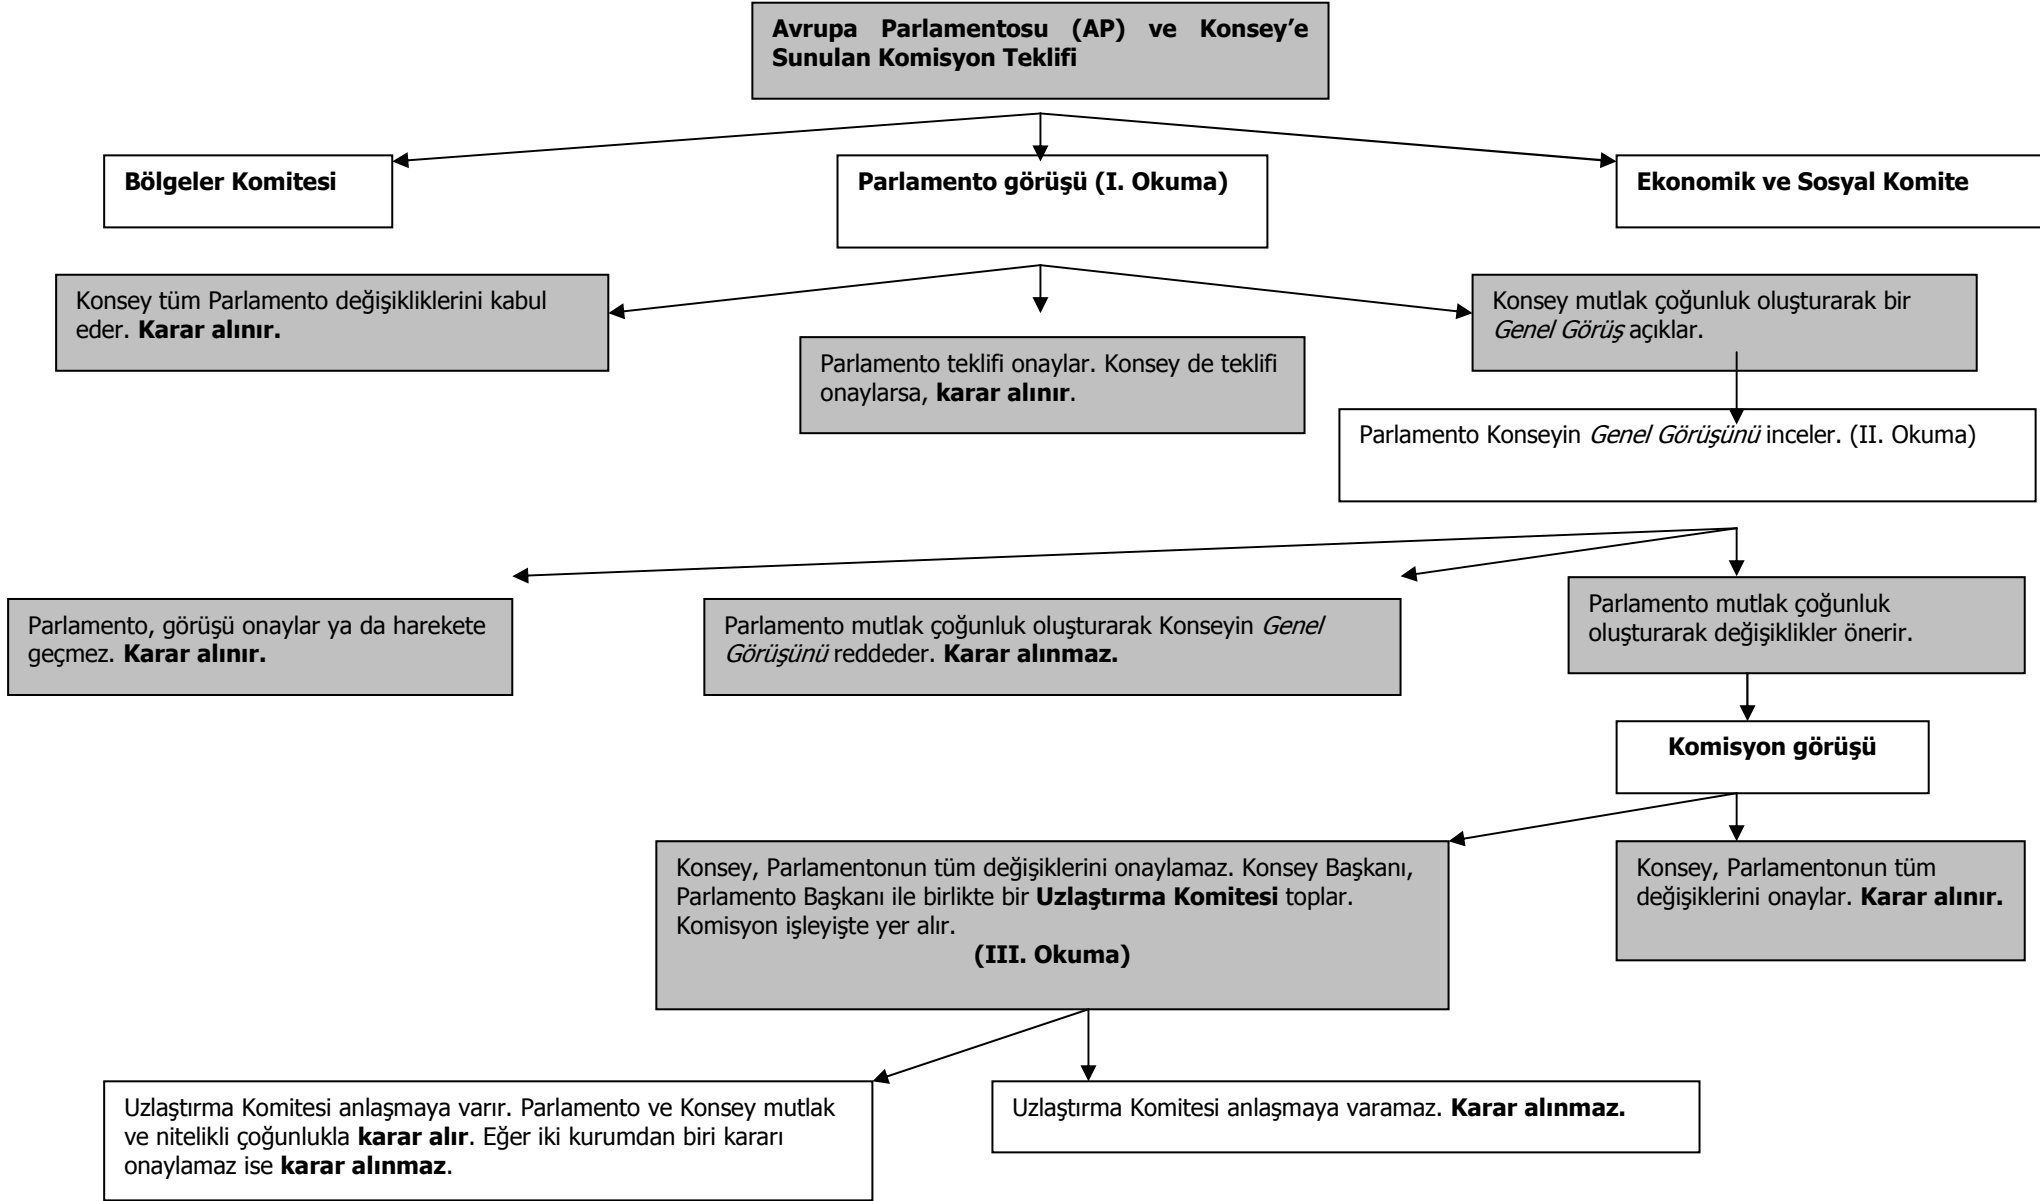 Avrupa Parlamentosu (AP) ve Konsey’e
Sunulan Komisyon Teklifi
Bölgeler Komitesi
Parlamento görüşü (I. Okuma)
Ekonomik ve Sosyal Komite
Konsey tüm Parlamento değişikliklerini kabul
eder. Karar alınır.
Parlamento teklifi onaylar. Konsey de teklifi
onaylarsa, karar alınır.
Konsey mutlak çoğunluk oluşturarak bir
Genel Görüş açıklar.
Parlamento Konseyin Genel Görüşünü inceler. (II. Okuma)
Parlamento, görüşü onaylar ya da harekete
geçmez. Karar alınır.
Parlamento mutlak çoğunluk oluşturarak Konseyin Genel
Görüşünü reddeder. Karar alınmaz.
Parlamento mutlak çoğunluk
oluşturarak değişiklikler önerir.
Komisyon görüşü
Konsey, Parlamentonun tüm değişiklerini onaylamaz. Konsey Başkanı,
Parlamento Başkanı ile birlikte bir Uzlaştırma Komitesi toplar.
Komisyon işleyişte yer alır.
(III. Okuma)
Konsey, Parlamentonun tüm
değişiklerini onaylar. Karar alınır.
Uzlaştırma Komitesi anlaşmaya varır. Parlamento ve Konsey mutlak
ve nitelikli çoğunlukla karar alır. Eğer iki kurumdan biri kararı
onaylamaz ise karar alınmaz.
Uzlaştırma Komitesi anlaşmaya varamaz. Karar alınmaz.